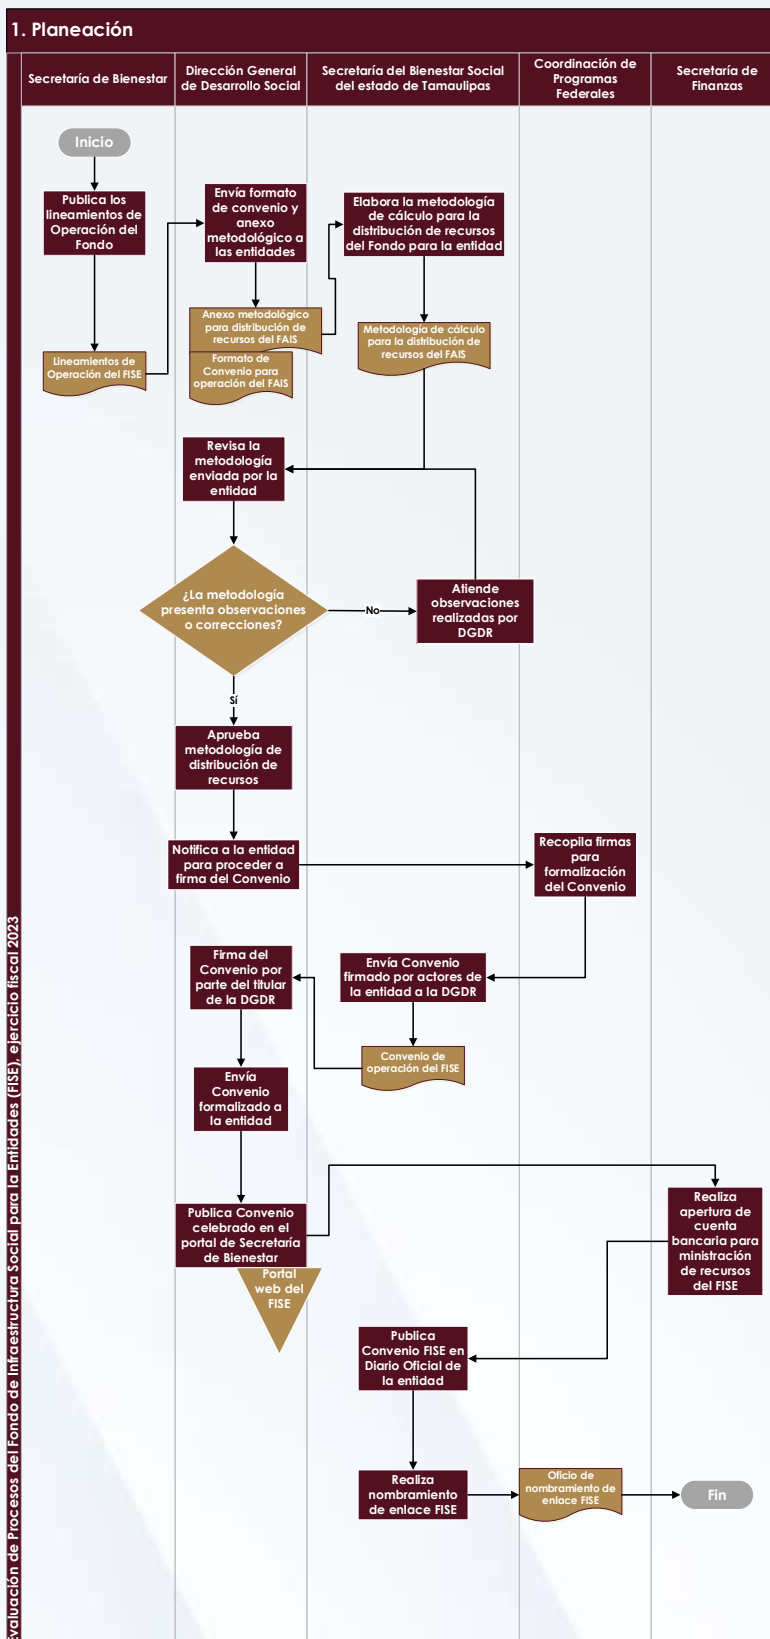 1. Planeación
Secretaría de Bienestar
Dirección General
de Desarrollo Social
Secretaría del Bienestar Social
del estado de Tamaulipas
Coordinación de
Programas
Federales
Secretaría de
Finanzas
Inicio
Publica los
lineamientos de
Operación del
Fondo
Envía formato
de convenio y
anexo
metodológico a
las entidades
Elabora la metodología
de cálculo para la
distribución de recursos
del Fondo para la entidad
Lineamientos de
Operación del FISE
Anexo metodológico
para distribución de
recursos del FAIS
Formato de
Convenio para
operación del FAIS
Metodología de cálculo
para la distribución de
recursos del FAIS
Revisa la
metodología
enviada por la
entidad
¿La metodología
presenta observaciones
o correcciones?
No
Atiende
observaciones
realizadas por
DGDR
Sí
Aprueba
metodología de
distribución de
recursos
Notifica a la entidad
para proceder a
firma del Convenio
Recopila firmas
para
formalización
del Convenio
Firma del
Convenio por
parte del titular
de la DGDR
Envía Convenio
firmado por actores de
la entidad a la DGDR
Convenio de
operación del FISE
Envía
Convenio
formalizado a
la entidad
Publica Convenio
celebrado en el
portal de Secretaría
de Bienestar
Portal
web del
FISE
Realiza
apertura de
cuenta
bancaria para
ministración
de recursos
del FISE
Publica
Convenio FISE en
Diario Oficial de
la entidad
Realiza
nombramiento
de enlace FISE
Oficio de
nombramiento de
enlace FISE
Fin
valuación de Procesos del Fondo de Infraestructura Social para la Entidades (FISE), ejercicio fiscal 2023